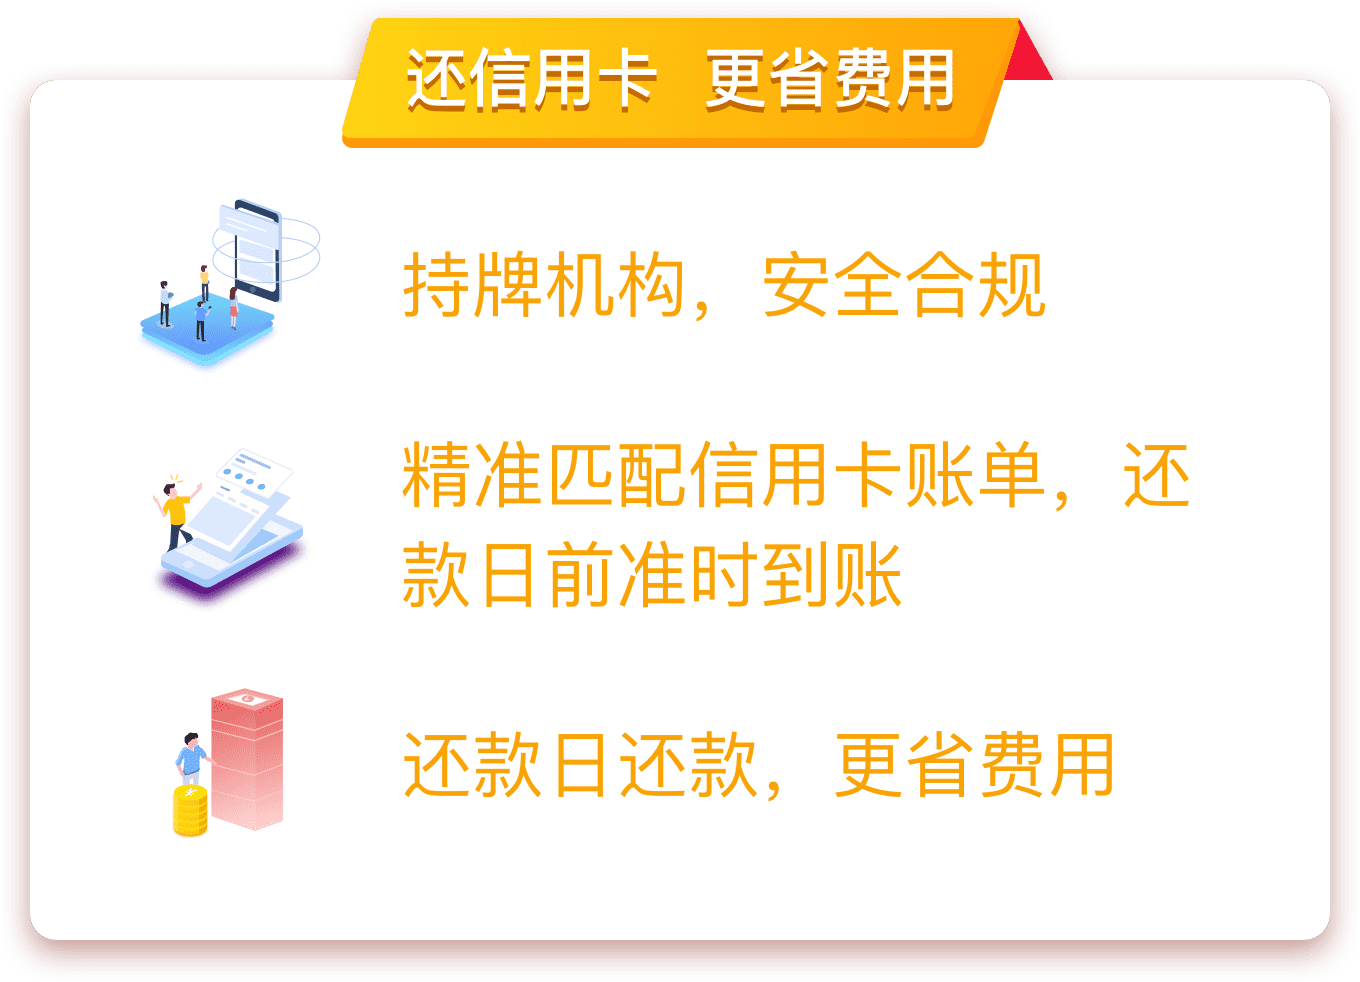 还信用卡 更省费用
持牌机构，安全合规
精准匹配信用卡账单，还
款日前准时到账
还款日还款，更省费用